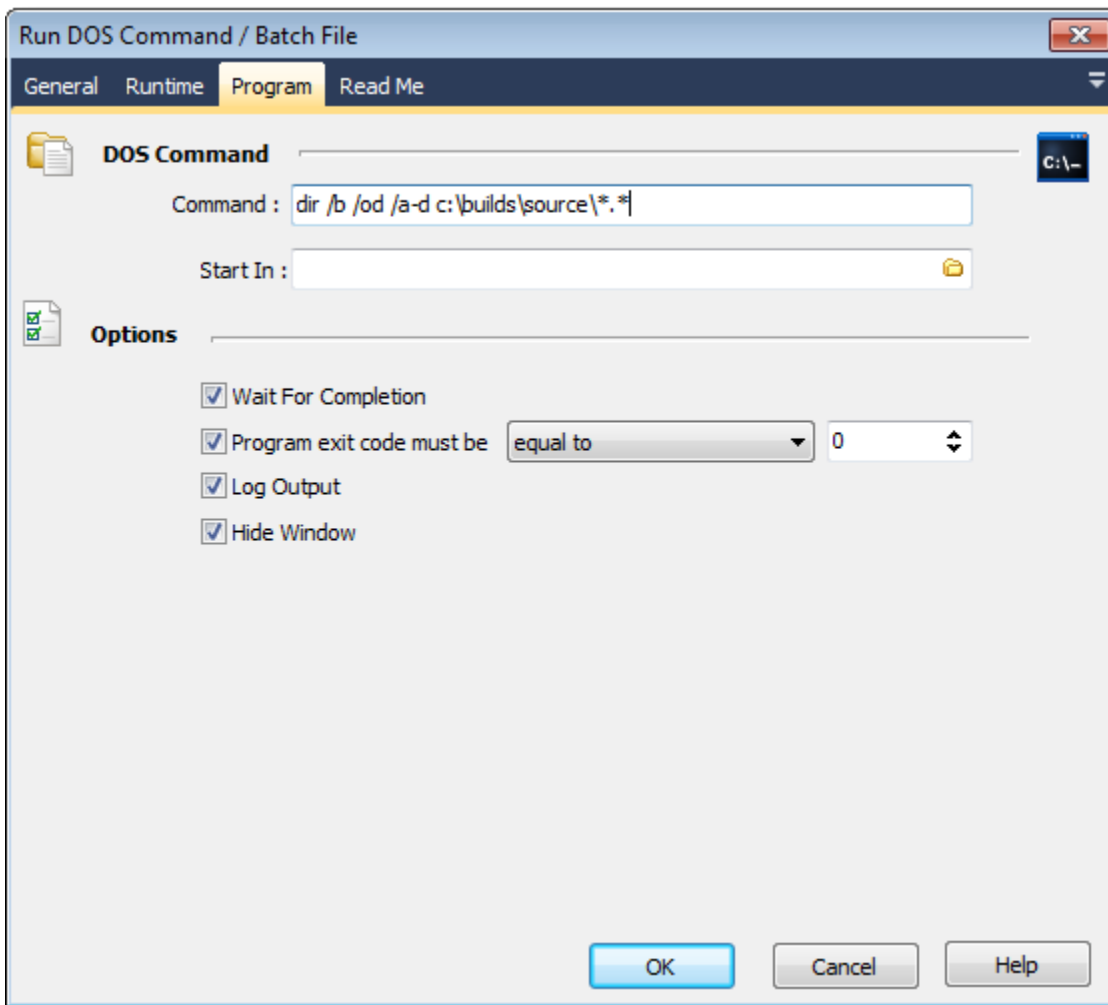 Run DOS Command / Batch File
General Runtime Program Read Me
DOS Command
C:\_
Command : dir /b /od /a-d c:\builds\source\*.*
Start In :
Options
Wait For Completion
Program exit code must be equal to 0
Log Output
Hide Window
OK Cancel Help